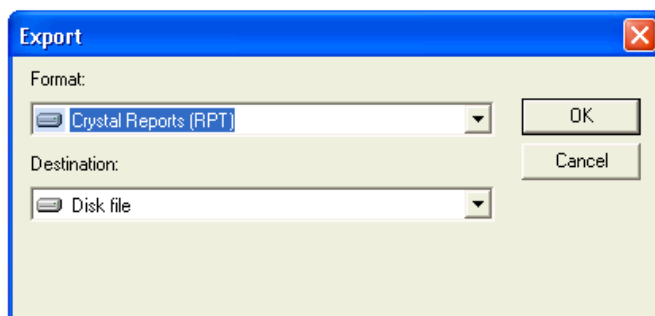 Export
Format:
Crystal Reports (RPT)
OK
Destination:
Cancel
Disk file